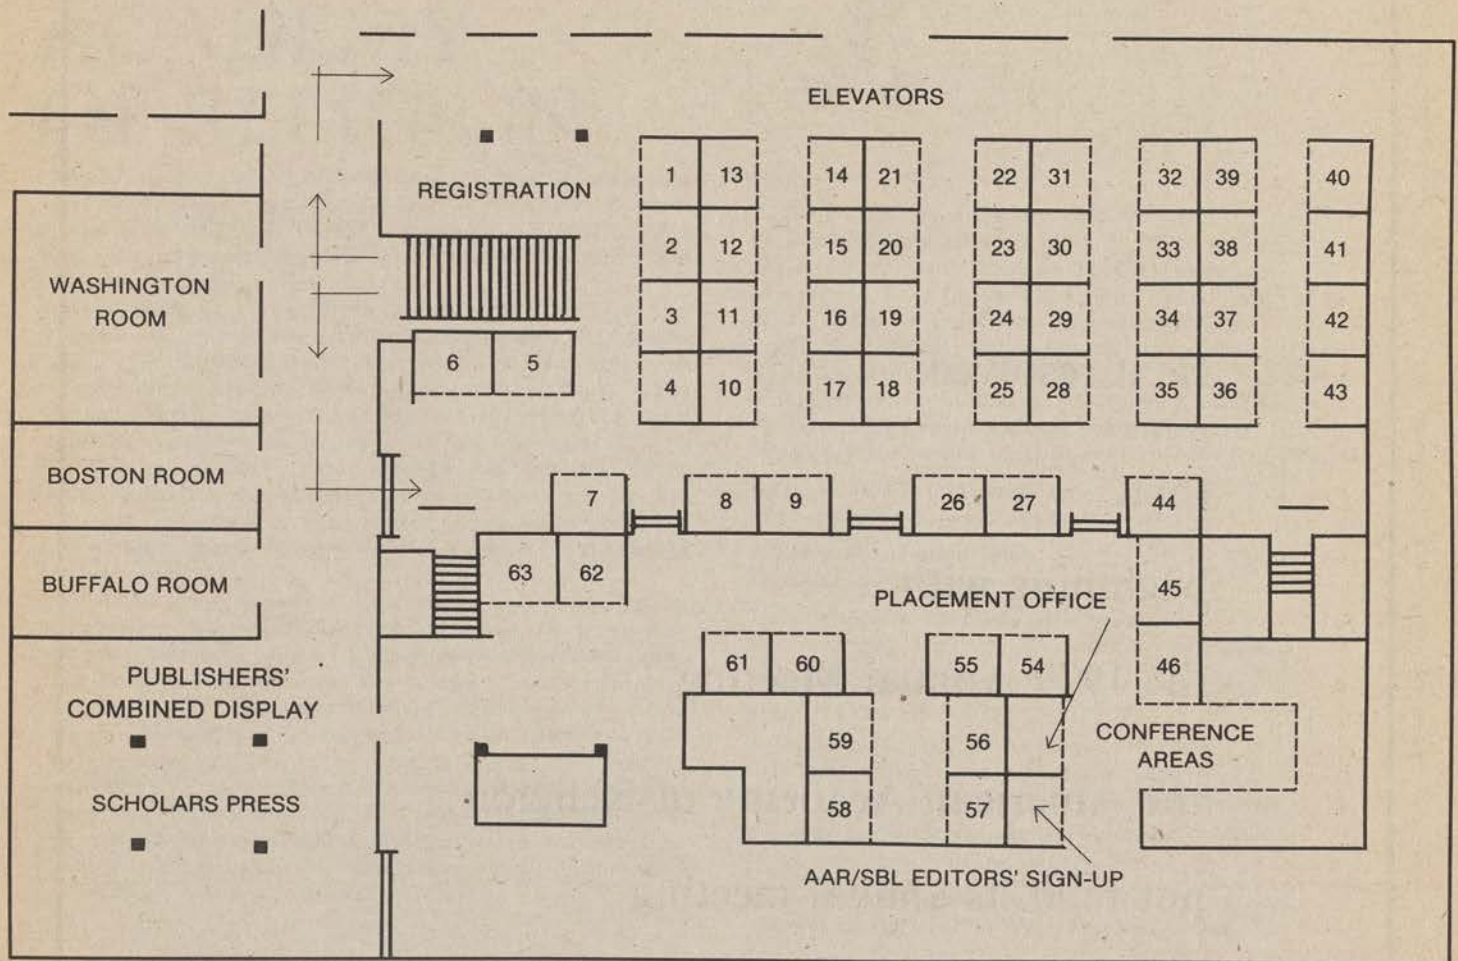 ELEVATORS
REGISTRATION
1 13 14 21 22 31 32 39 40
2 12 15 20 23 30 33 38 41
WASHINGTON
ROOM
3 11 16 19 24 29 34 37 42
6 5
4 10 17 18 25 28 35 36 43
BOSTON ROOM
7 8 9 26 27 44
BUFFALO ROOM
63 62
45
PLACEMENT OFFICE
61 60 55 54 46
PUBLISHERS'
COMBINED DISPLAY
59 56
CONFERENCE
AREAS
SCHOLARS PRESS
58 57
AAR/SBL EDITORS' SIGN-UP